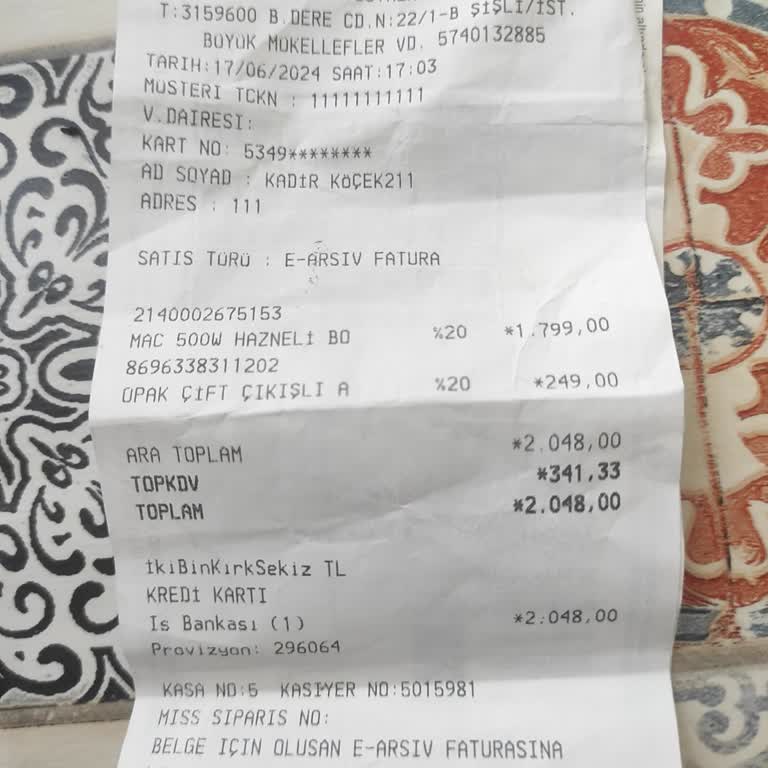 T:3159600 B.DERE CD.N:22/1-B ŞİŞLİ/İST.
BÜYÜK MÜKELLEFLER VD. 5740132885
TARİH:17/06/2024 SAAT:17:03
MÜSTERI TCKN : 11111111111
V.DAIRESI:
KART NO: 5349********
AD SOYAD : KADİR KÖÇEK211
ADRES : 111
SATIS TÜRÜ : E-ARSIV FATURA
2140002675153
MAC 500W HAZNELİ BO %20 *1.799,00
8696338311202
OPAK ÇİFT ÇIKIŞLI A %20 *249,00
ARA TOPLAM *2.048,00
TOPKDV *341,33
TOPLAM *2.048,00
İkiBinKırkSekiz TL
KREDİ KARTI
Is Bankası (1) *2.048,00
Provizyon: 296064
KASA NO:5 KASIYER NO:5015981
MISS SIPARIS NO:
BELGE IÇIN OLUSAN E-ARSIV FATURASINA